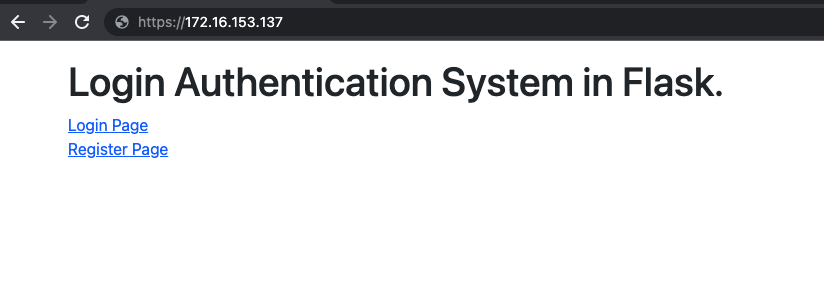 https://172.16.153.137
Login Authentication System in Flask.
Login Page
Register Page